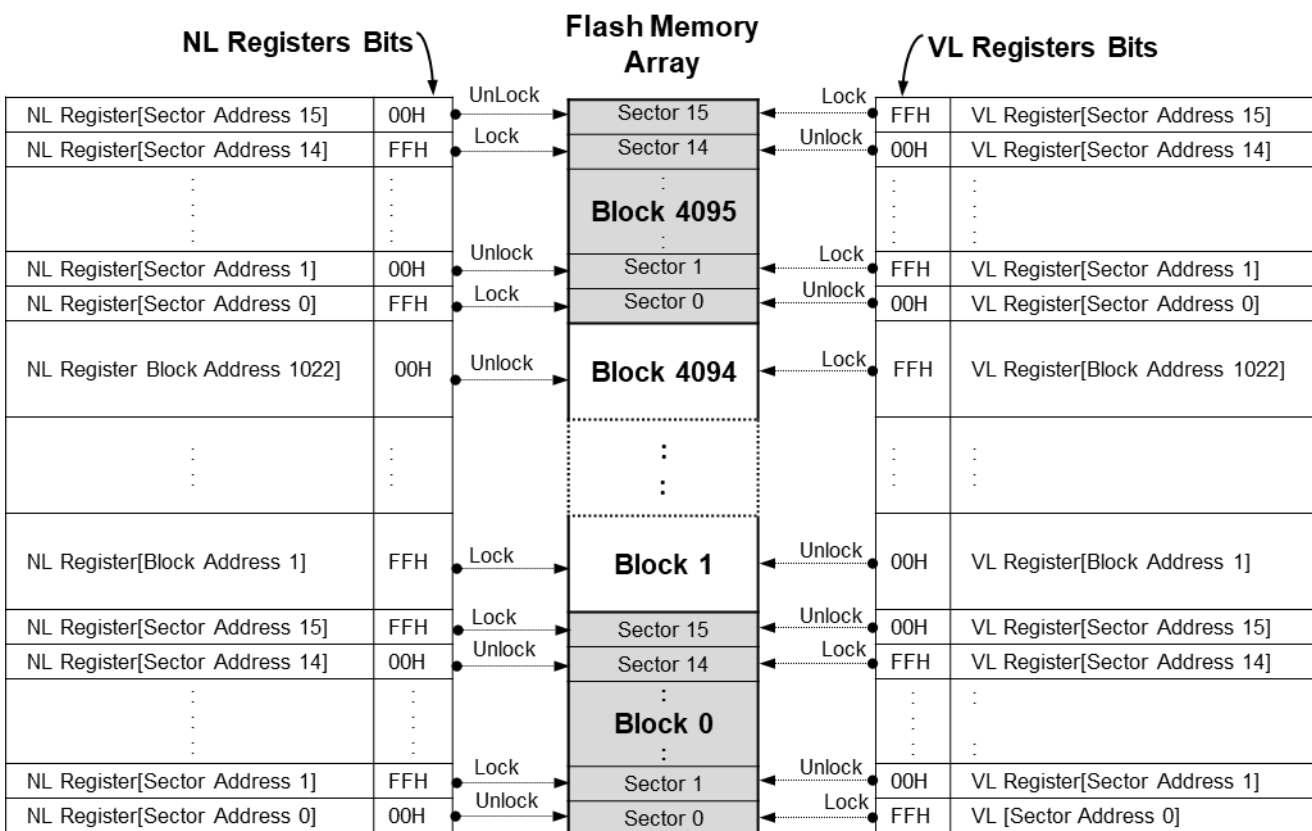 NL Registers Bits Flash Memory Array VL Registers Bits
NL Register[Sector Address 15] 00H UnLock Sector 15 Lock FFH VL Register[Sector Address 15]
NL Register[Sector Address 14] FFH Lock Sector 14 Unlock 00H VL Register[Sector Address 14]
Block 4095
NL Register[Sector Address 1] 00H Unlock Sector 1 Lock FFH VL Register[Sector Address 1]
NL Register[Sector Address 0] FFH Lock Sector 0 Unlock 00H VL Register[Sector Address 0]
NL Register Block Address 1022] 00H Unlock Block 4094 Lock FFH VL Register[Block Address 1022]
NL Register[Block Address 1] FFH Lock Block 1 Unlock 00H VL Register[Block Address 1]
NL Register[Sector Address 15] FFH Lock Sector 15 Unlock 00H VL Register[Sector Address 15]
NL Register[Sector Address 14] 00H Unlock Sector 14 Lock FFH VL Register[Sector Address 14]
Block 0
NL Register[Sector Address 1] FFH Lock Sector 1 Unlock 00H VL Register[Sector Address 1]
NL Register[Sector Address 0] 00H Unlock Sector 0 Lock FFH VL [Sector Address 0]